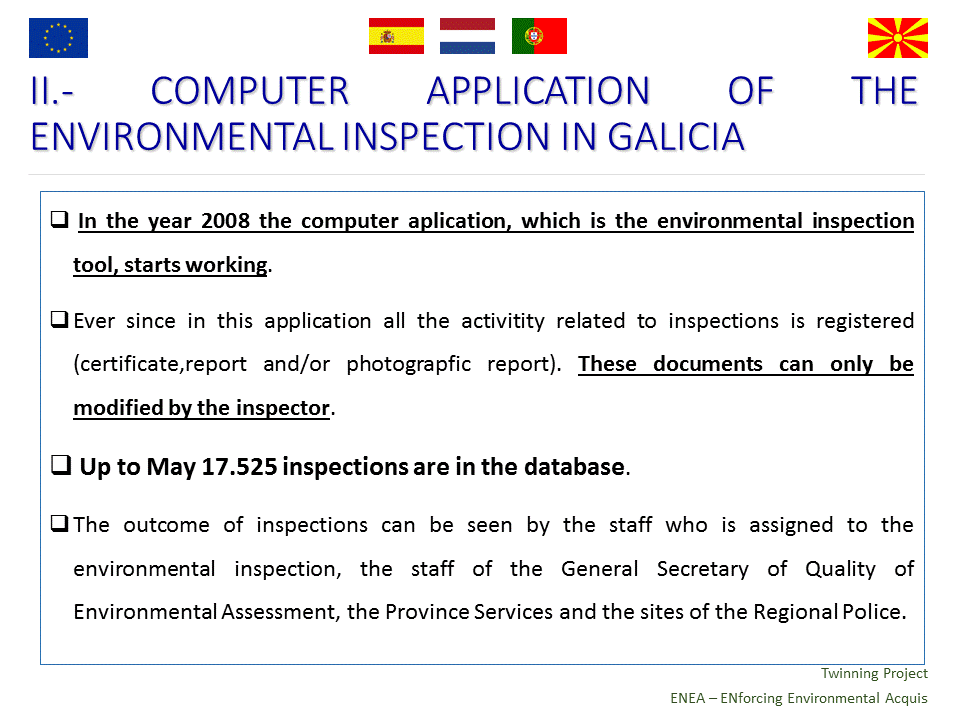 II.- COMPUTER APPLICATION OF THE
ENVIRONMENTAL INSPECTION IN GALICIA
In the year 2008 the computer aplication, which is the environmental inspection
tool, starts working.
Ever since in this application all the activitity related to inspections is registered
(certificate,report and/or photograpfic report). These documents can only be
modified by the inspector.
Up to May 17.525 inspections are in the database.
The outcome of inspections can be seen by the staff who is assigned to the
environmental inspection, the staff of the General Secretary of Quality of
Environmental Assessment, the Province Services and the sites of the Regional Police.
Twinning Project
ENEA – ENforcing Environmental Acquis